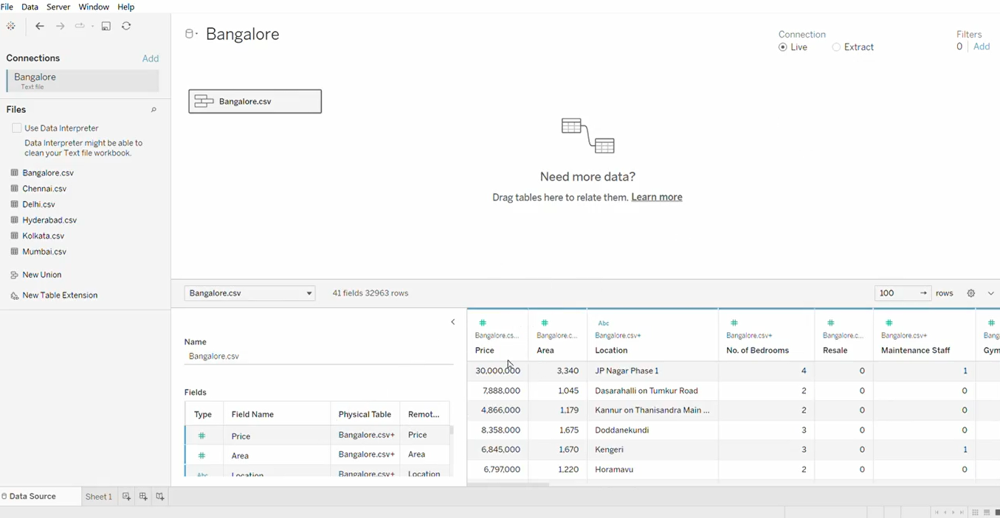 File Data Server Window Help
Bangalore
Connection
Filters
Live
Extract
0
Add
Connections
Add
Bangalore
Text file
Files
Use Data Interpreter
Data Interpreter might be able to
clean your Text file workbook.
Bangalore.csv
Chennai.csv
Delhi.csv
Hyderabad.csv
Kolkata.csv
Mumbai.csv
New Union
New Table Extension
Bangalore.csv
Need more data?
Drag tables here to relate them. Learn more
Bangalore.csv
41 fields 32963 rows
100
rows
Name
Bangalore.csv
Fields
Type Field Name Physical Table Remot...
# Price Bangalore.csv+ Price
# Area Bangalore.csv+ Area
Abc Location Bangalore.csv+ Location
# # Abc # # # #
Bangalore.cs... Bangalore.c... Bangalore.csv+ Bangalore.csv+ Bangalore.c... Bangalore.csv+ Bang
Price Area Location No. of Bedrooms Resale Maintenance Staff Gym
30,000,000 3,340 JP Nagar Phase 1 4 0 1
7,888,000 1,045 Dasarahalli on Tumkur Road 2 0 0
4,866,000 1,179 Kannur on Thanisandra Main ... 2 0 0
8,358,000 1,675 Doddanekundi 3 0 0
6,845,000 1,670 Kengeri 3 0 1
6,797,000 1,220 Horamavu 2 0 0
Data Source
Sheet 1